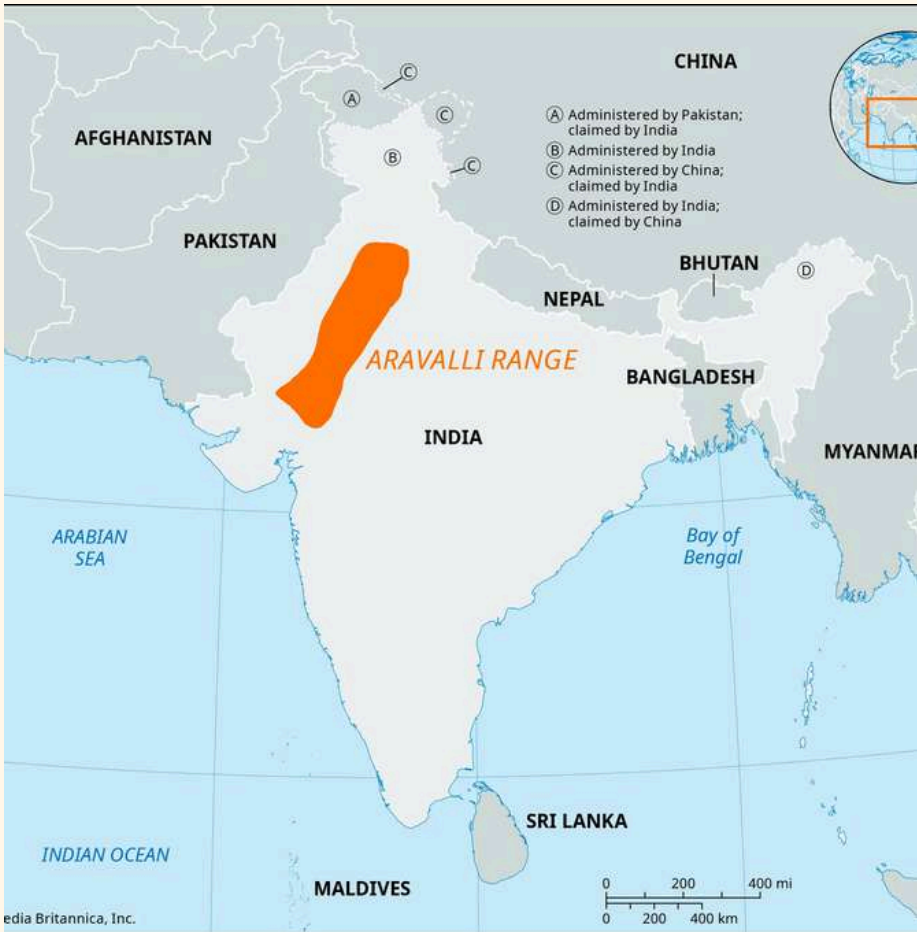 CHINA
Ⓐ Administered by Pakistan;
claimed by India
Ⓑ Administered by India
Ⓒ Administered by China;
claimed by India
Ⓓ Administered by India;
claimed by China
Ⓒ
Ⓐ
Ⓒ
AFGHANISTAN
Ⓑ
Ⓒ
PAKISTAN
BHUTAN
Ⓓ
NEPAL
ARAVALLI RANGE
BANGLADESH
INDIA
MYANMAR
ARABIAN
SEA
Bay of
Bengal
SRI LANKA
INDIAN OCEAN
MALDIVES
0 200 400 mi
0 200 400 km
edia Britannica, Inc.